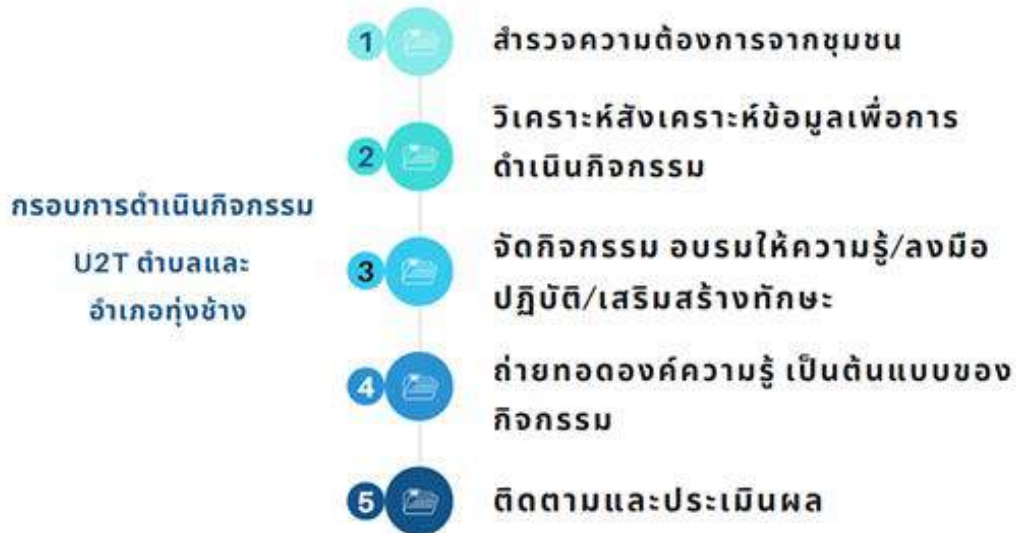 กรอบการดำเนินกิจกรรม
U2T ตำบลและ
อำเภอทุ่งช้าง
1
สำรวจความต้องการจากชุมชน
2
วิเคราะห์สังเคราะห์ข้อมูลเพื่อการ
ดำเนินกิจกรรม
3
จัดกิจกรรม อบรมให้ความรู้/ลงมือ
ปฏิบัติ/เสริมสร้างทักษะ
4
ถ่ายทอดองค์ความรู้ เป็นต้นแบบของ
กิจกรรม
5
ติดตามและประเมินผล